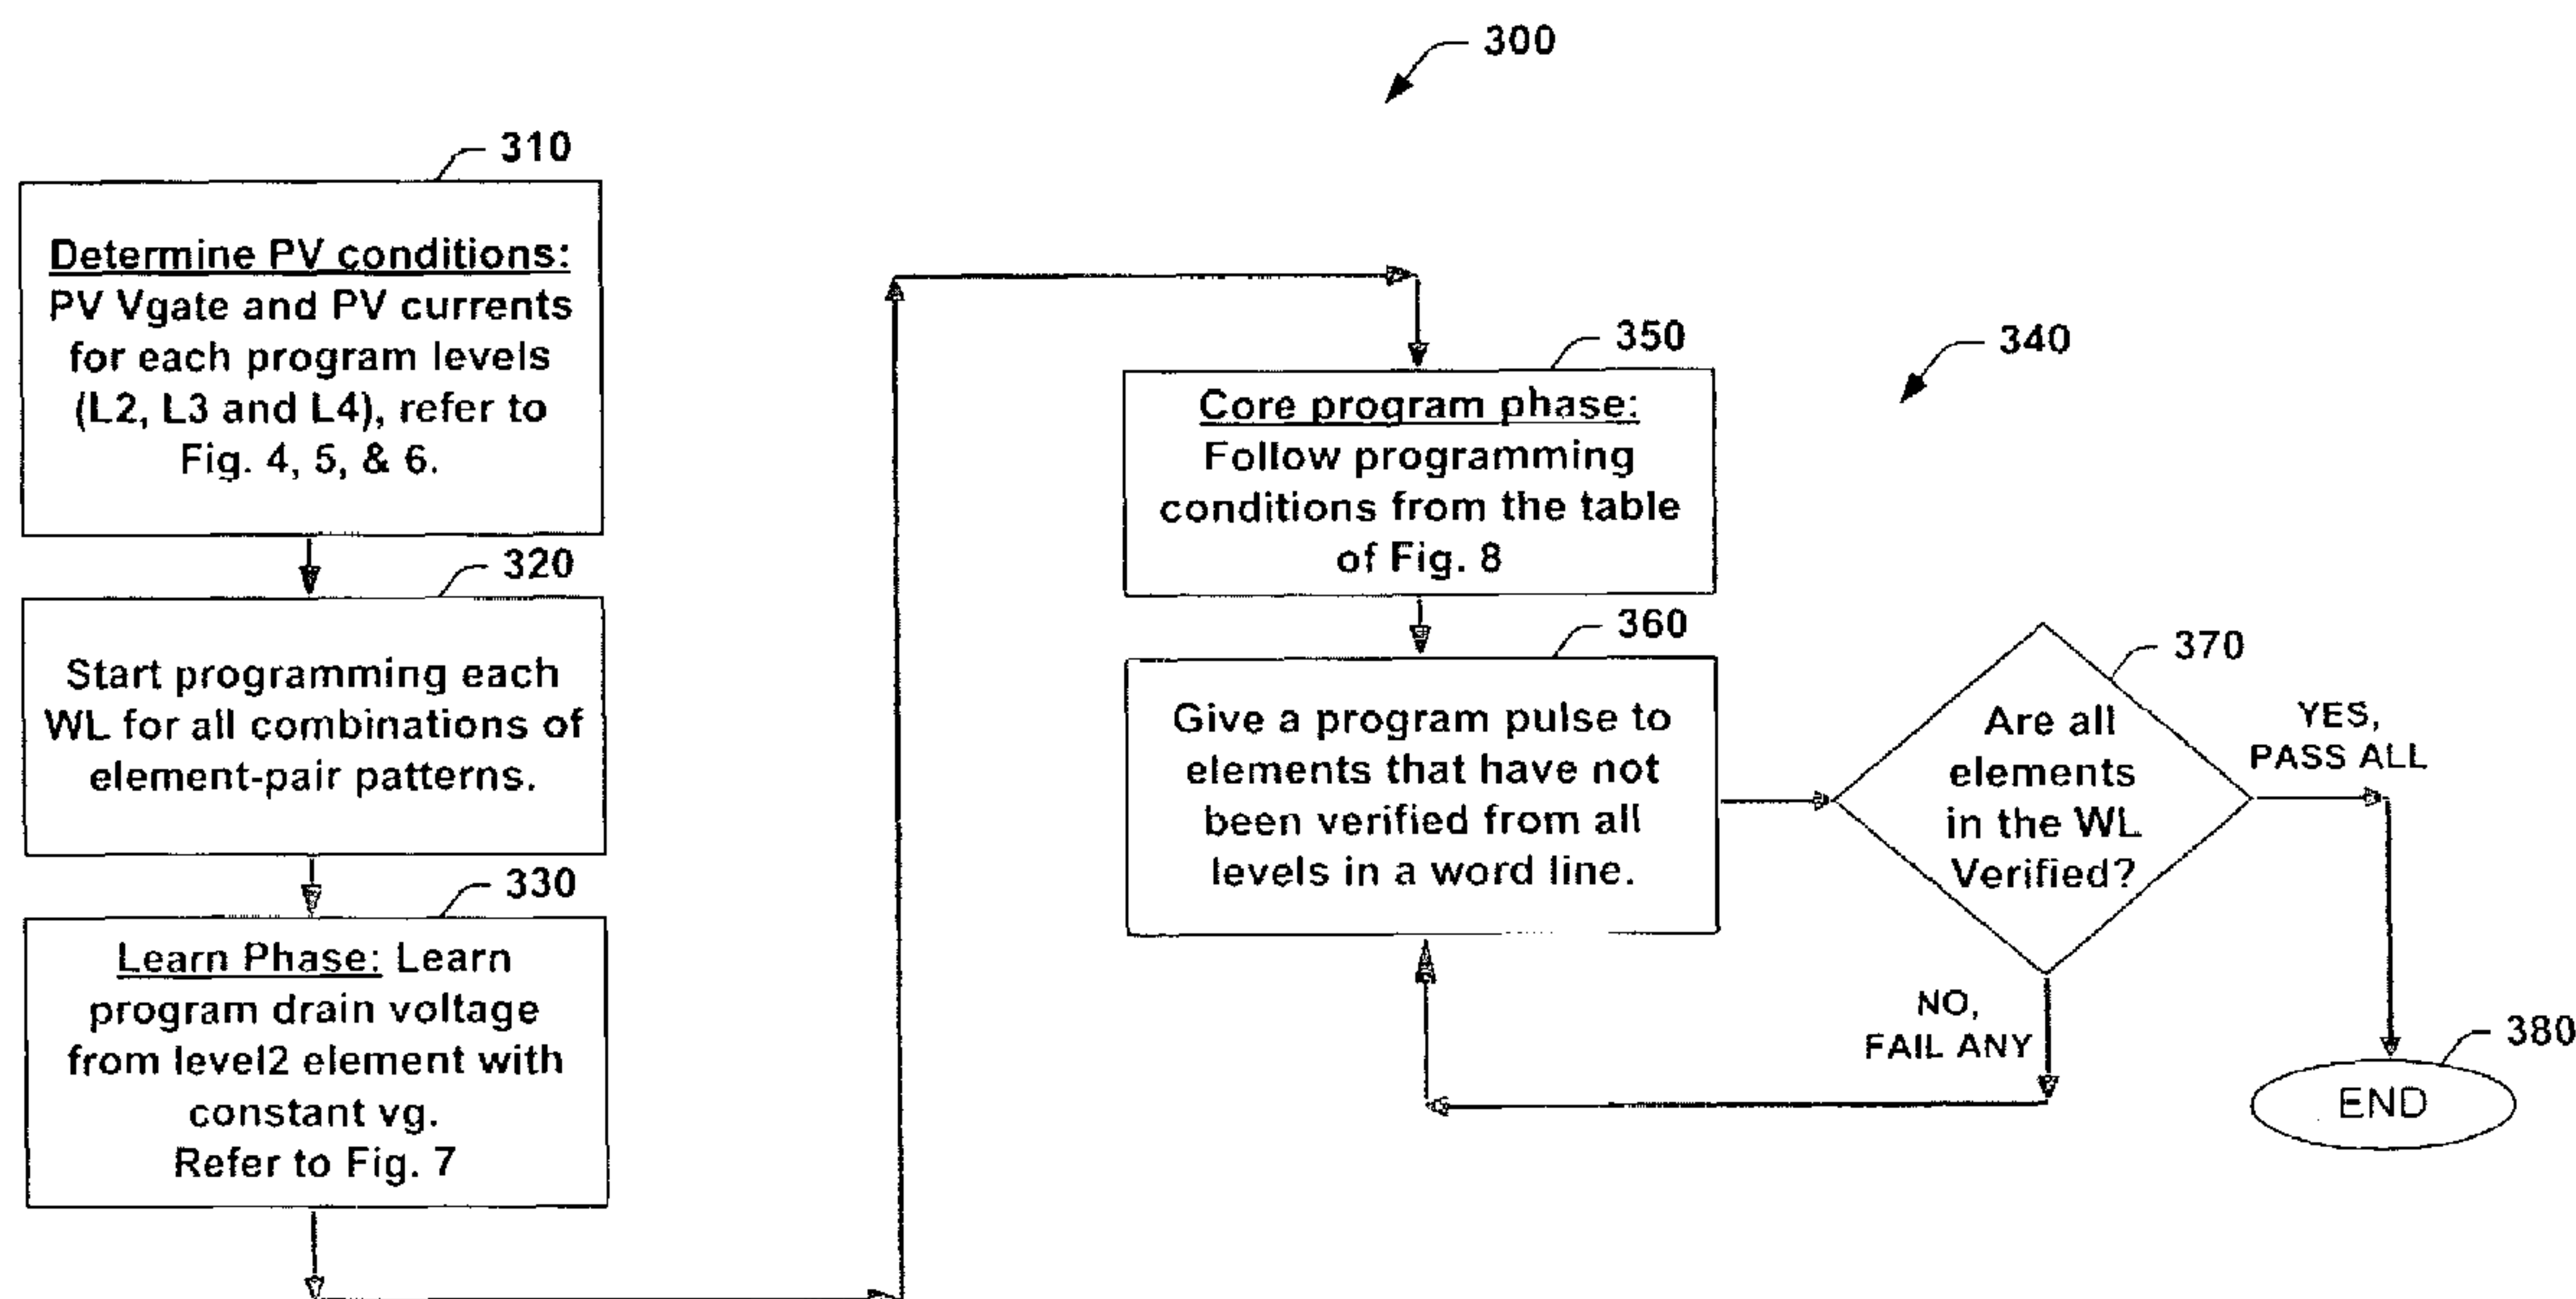 300
310
Determine PV conditions:
PV Vgate and PV currents
for each program levels
(L2, L3 and L4), refer to
Fig. 4, 5, & 6.
320
Start programming each
WL for all combinations of
element-pair patterns.
330
Learn Phase: Learn
program drain voltage
from level2 element with
constant vg.
Refer to Fig. 7
340
350
Core program phase:
Follow programming
conditions from the table
of Fig. 8
360
Give a program pulse to
elements that have not
been verified from all
levels in a word line.
370
Are all
elements
in the WL
Verified?
YES,
PASS ALL
NO,
FAIL ANY
380
END